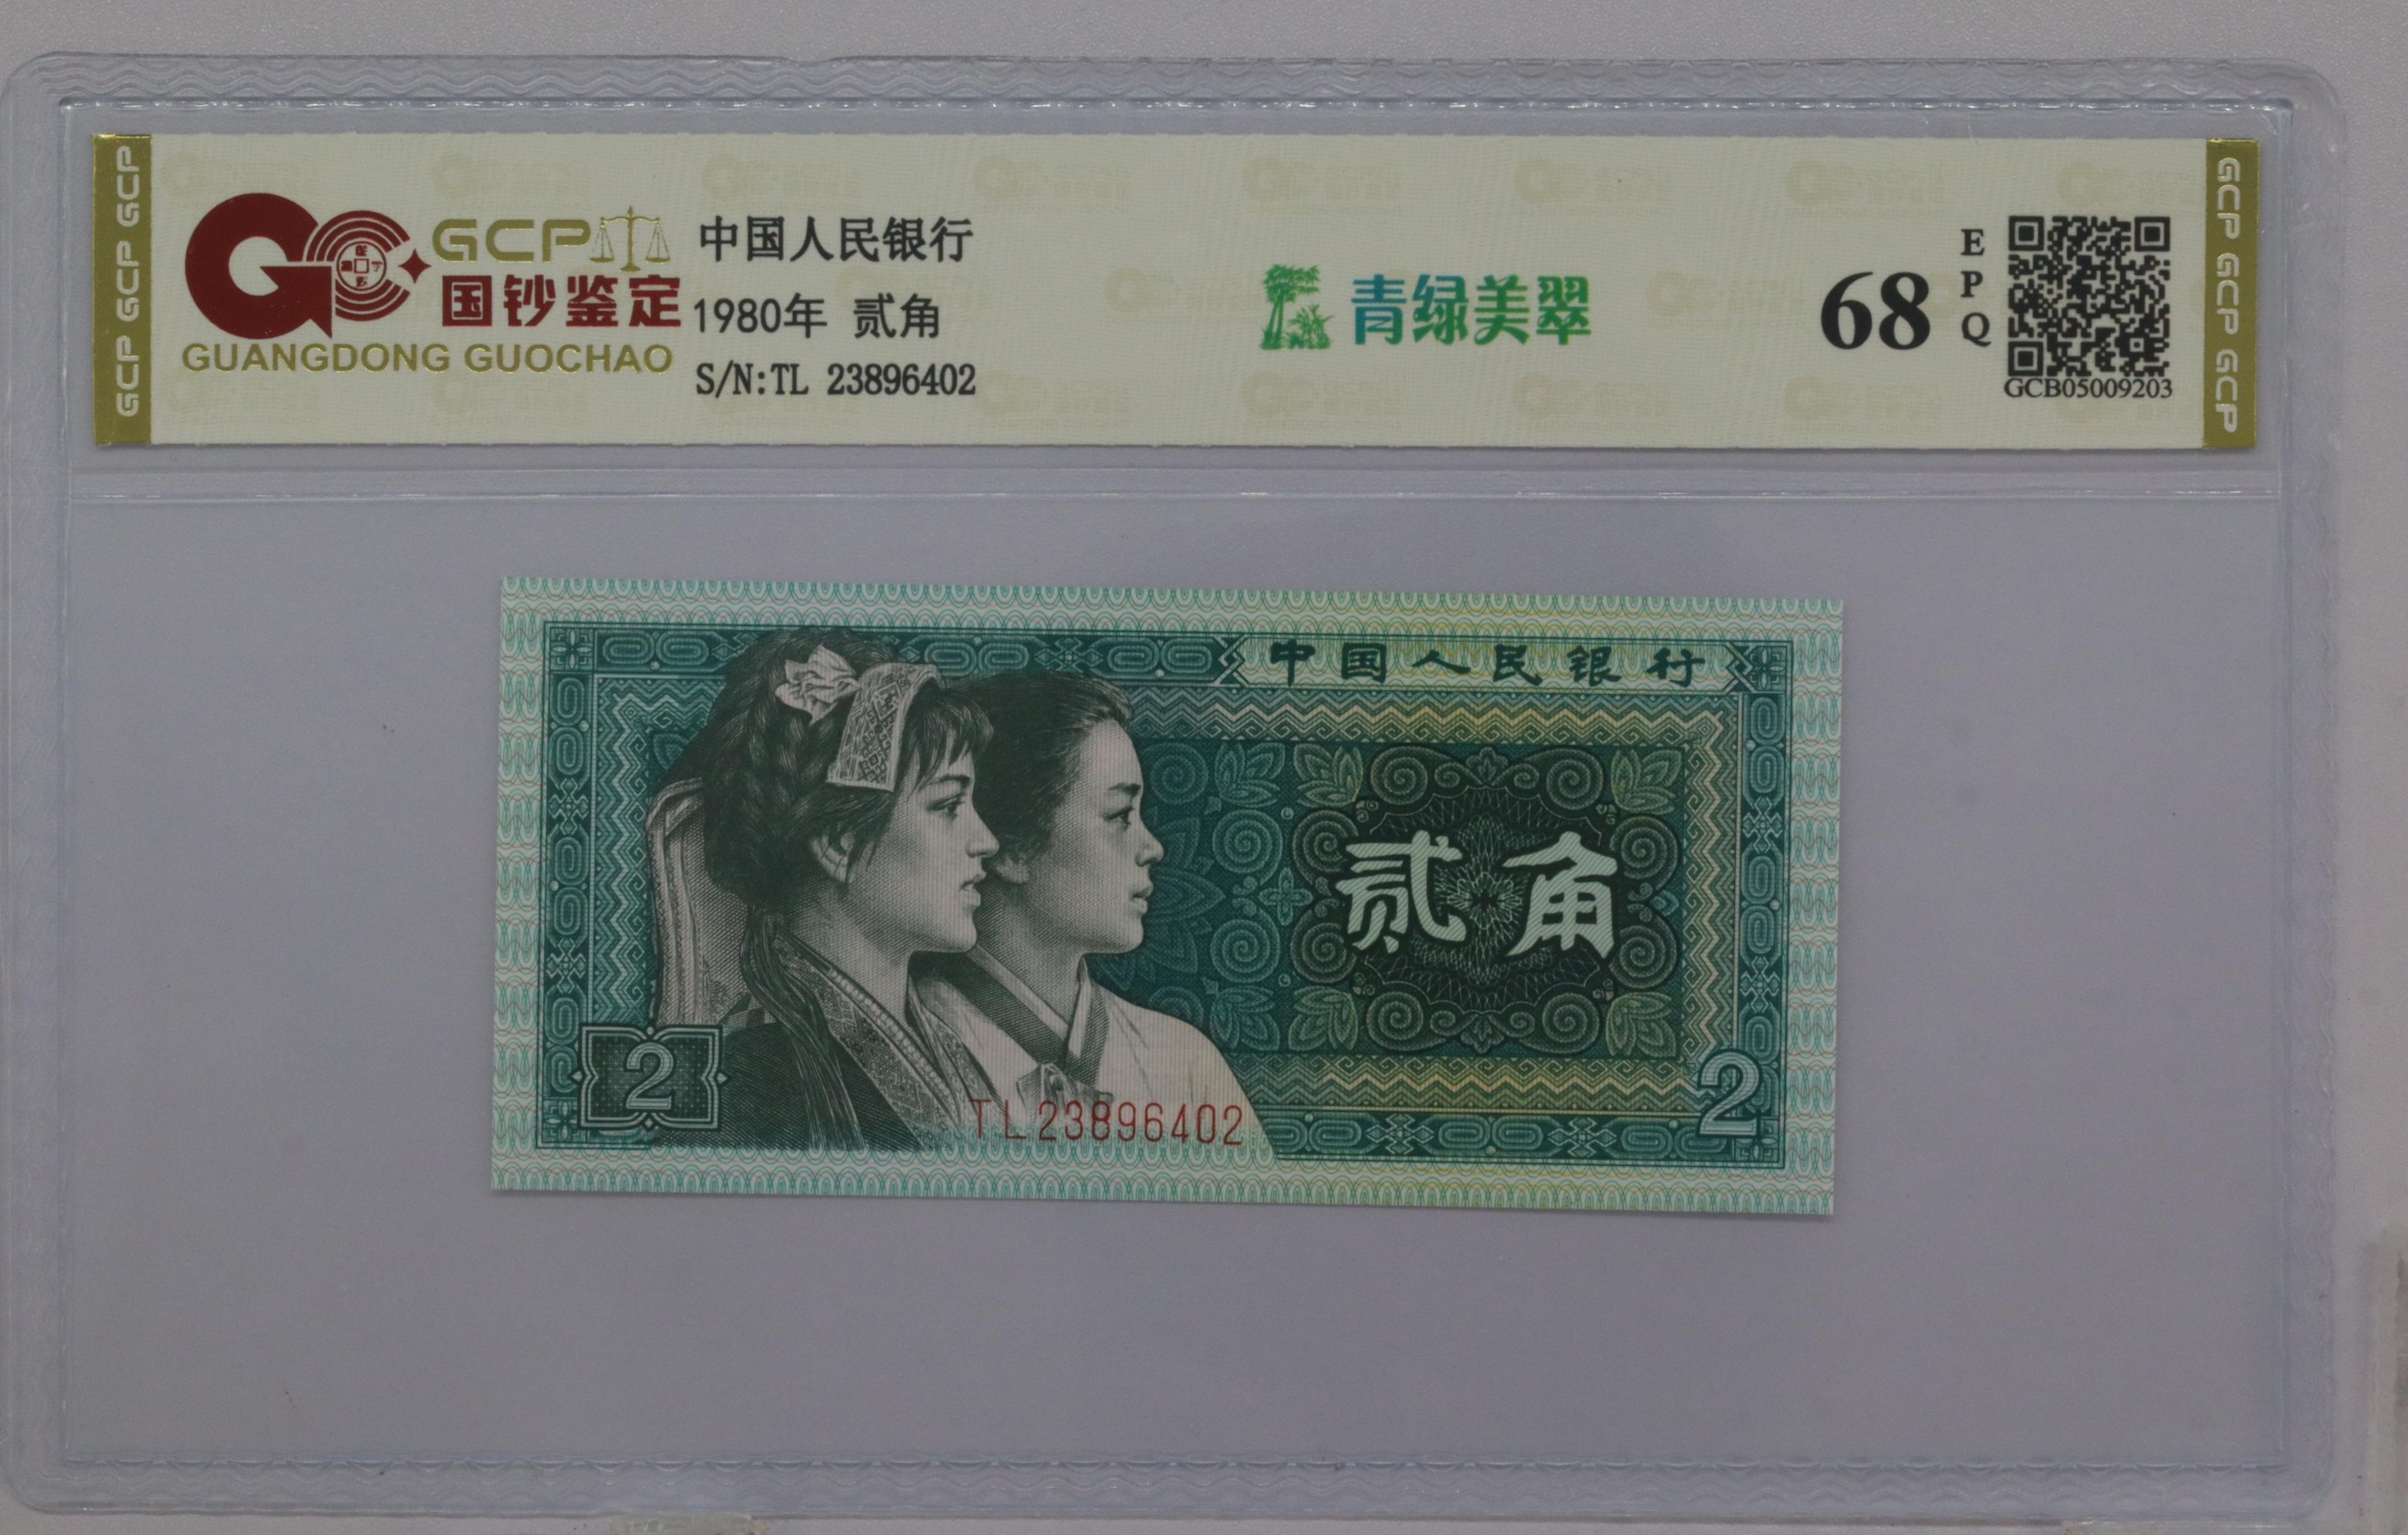 GCP GCP GCP
GCP
国钞鉴定
GUANGDONG GUOCHAO
中国人民银行
1980年 贰角
S/N:TL 23896402
青绿美翠
68
EPQ
GCB05009203
GCP GCP GCP
中国人民银行
贰角
2
TL23896402
2